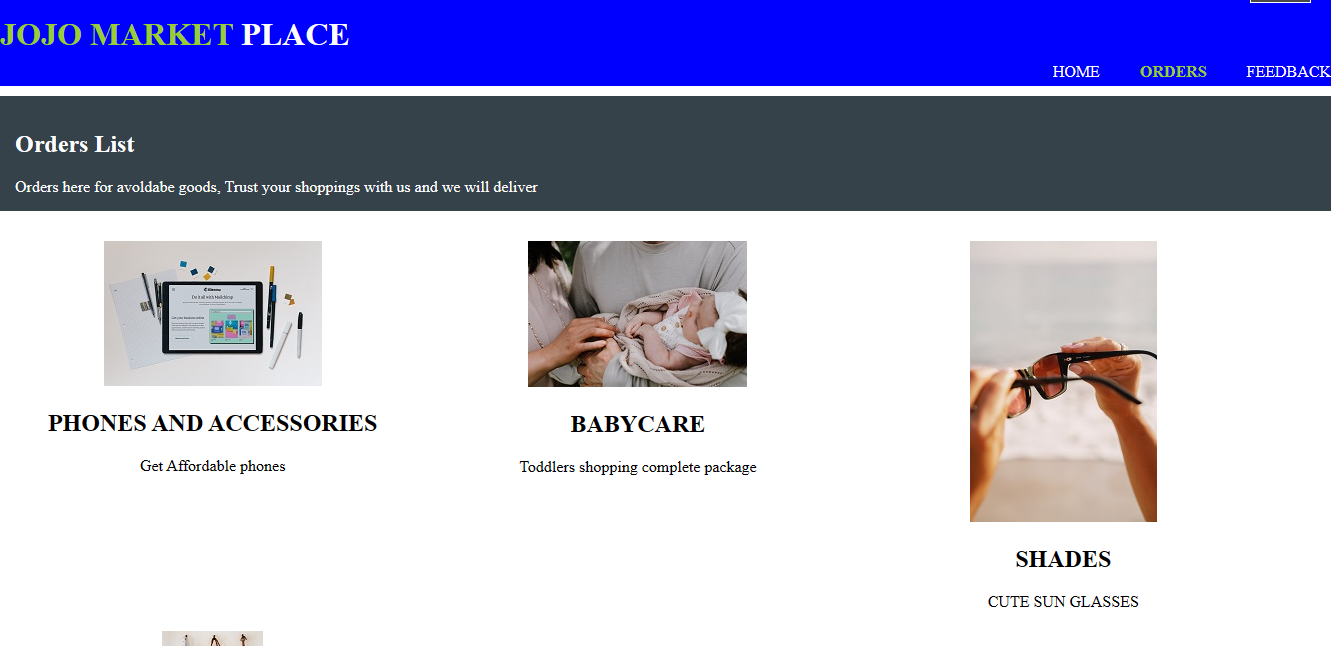 JOJO MARKET PLACE
HOME ORDERS FEEDBACK
Orders List
Orders here for avoldabe goods, Trust your shoppings with us and we will deliver
Do it all with Mailchimp
PHONES AND ACCESSORIES
Get Affordable phones
BABYCARE
Toddlers shopping complete package
SHADES
CUTE SUN GLASSES